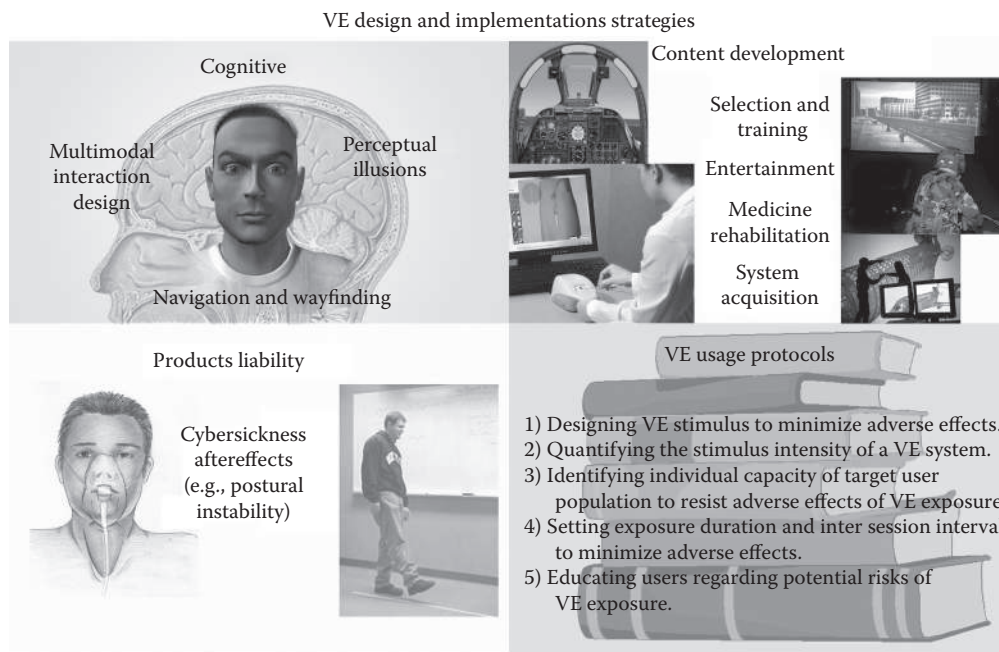 VE design and implementations strategies
Cognitive
Multimodal
interaction
design
Perceptual
illusions
Navigation and wayfinding
Content development
Selection and
training
Entertainment
Medicine
rehabilitation
System
acquisition
Products liability
Cybersickness
aftereffects
(e.g., postural
instability)
VE usage protocols
1) Designing VE stimulus to minimize adverse effects.
2) Quantifying the stimulus intensity of a VE system.
3) Identifying individual capacity of target user
population to resist adverse effects of VE exposure
4) Setting exposure duration and inter session interva
to minimize adverse effects.
5) Educating users regarding potential risks of
VE exposure.